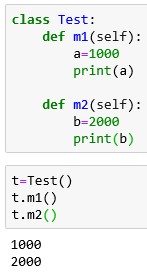 class Test:
    def m1(self):
        a=1000
        print(a)
    def m2(self):
        b=2000
        print(b)
t=Test()
t.m1()
t.m2()
1000
2000